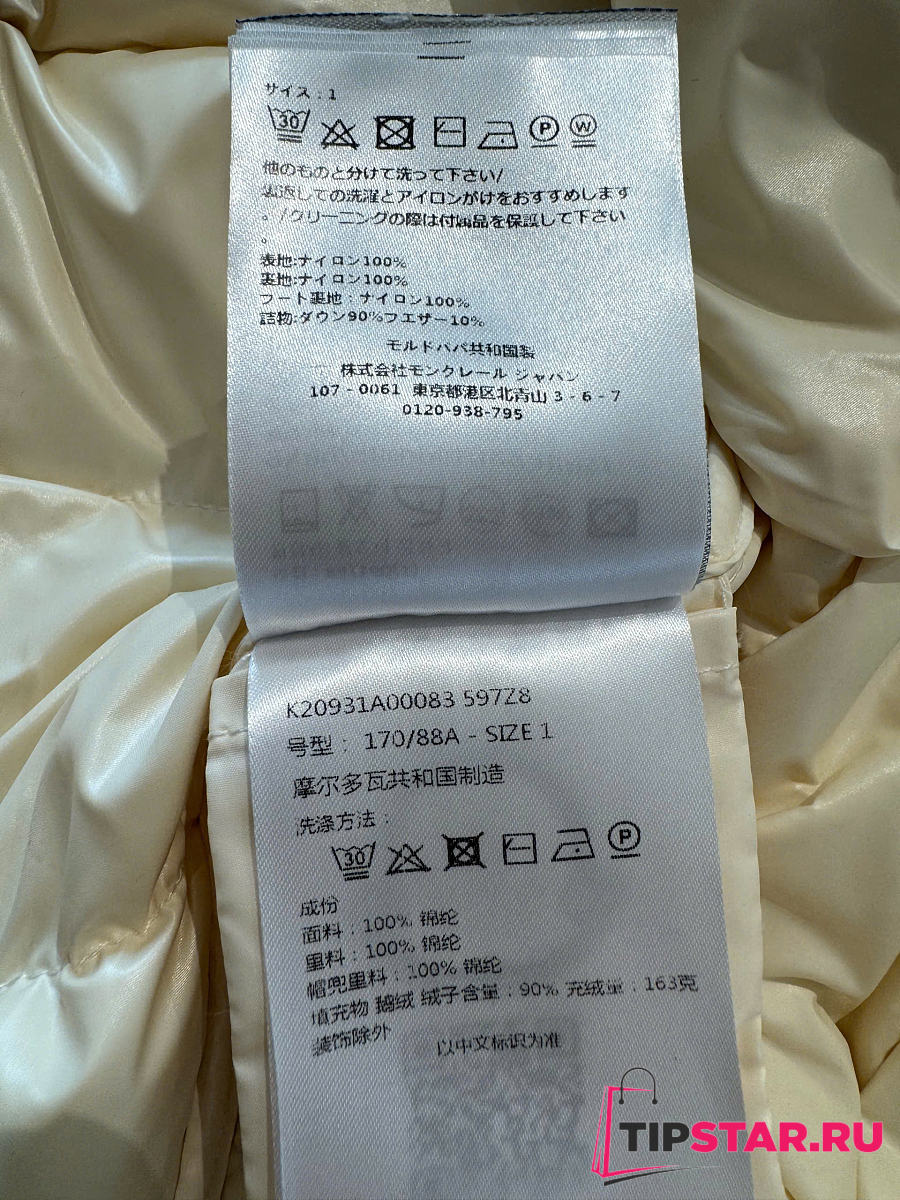 サイズ : 1
30
P
W
他のものと分けて洗って下さい/
裏返しての洗濯とアイロンがけをおすすめします
。/クリーニングの際は付属品を保護して下さい
。
表地:ナイロン100%
裏地:ナイロン100%
フート裏地 : ナイロン100%
詰物:ダウン90%フエザー10%
モルドバパ共和国製
株式会社モンクレール ジャパン
107 - 0061 東京都港区北青山 3 - 6 - 7
0120-938-795
K20931A00083 597Z8
号型 : 170/88A - SIZE 1
摩尔多瓦共和国制造
洗涤方法 :
30
P
成份
面料 : 100% 锦纶
里料 : 100% 锦纶
帽兜里料 : 100% 锦纶
填充物 鹅绒 绒子含量 : 90% 充绒量 : 163克
装饰除外
以中文标识为准
TIPSTAR.RU